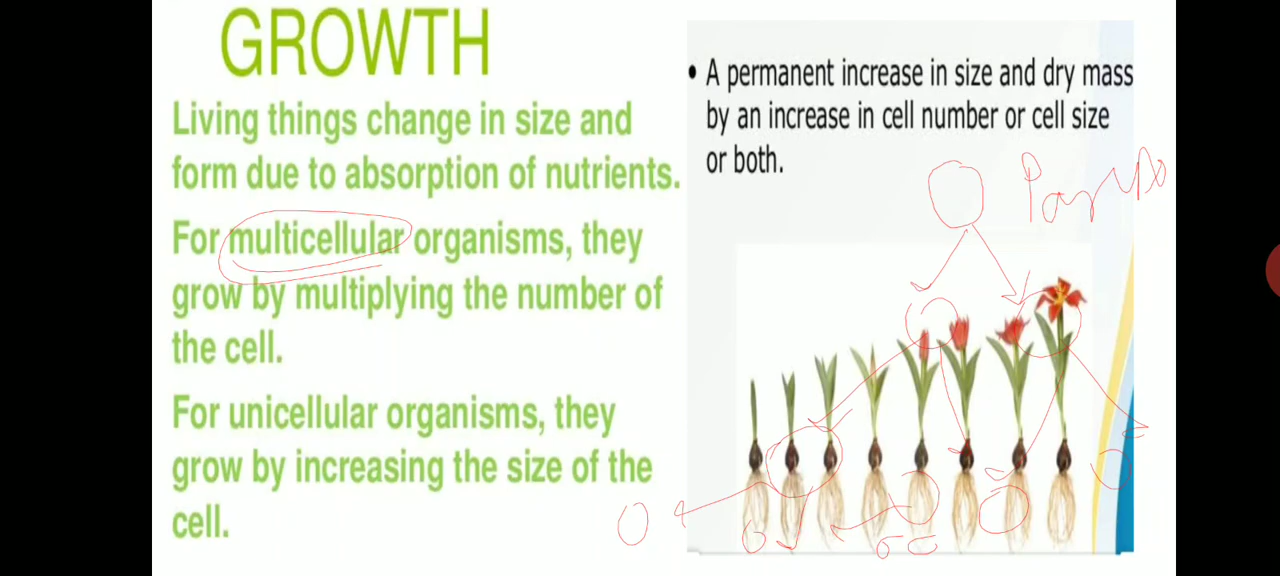 GROWTH
Living things change in size and
form due to absorption of nutrients.
For multicellular organisms, they
grow by multiplying the number of
the cell.
For unicellular organisms, they
grow by increasing the size of the
cell.
• A permanent increase in size and dry mass
by an increase in cell number or cell size
or both.